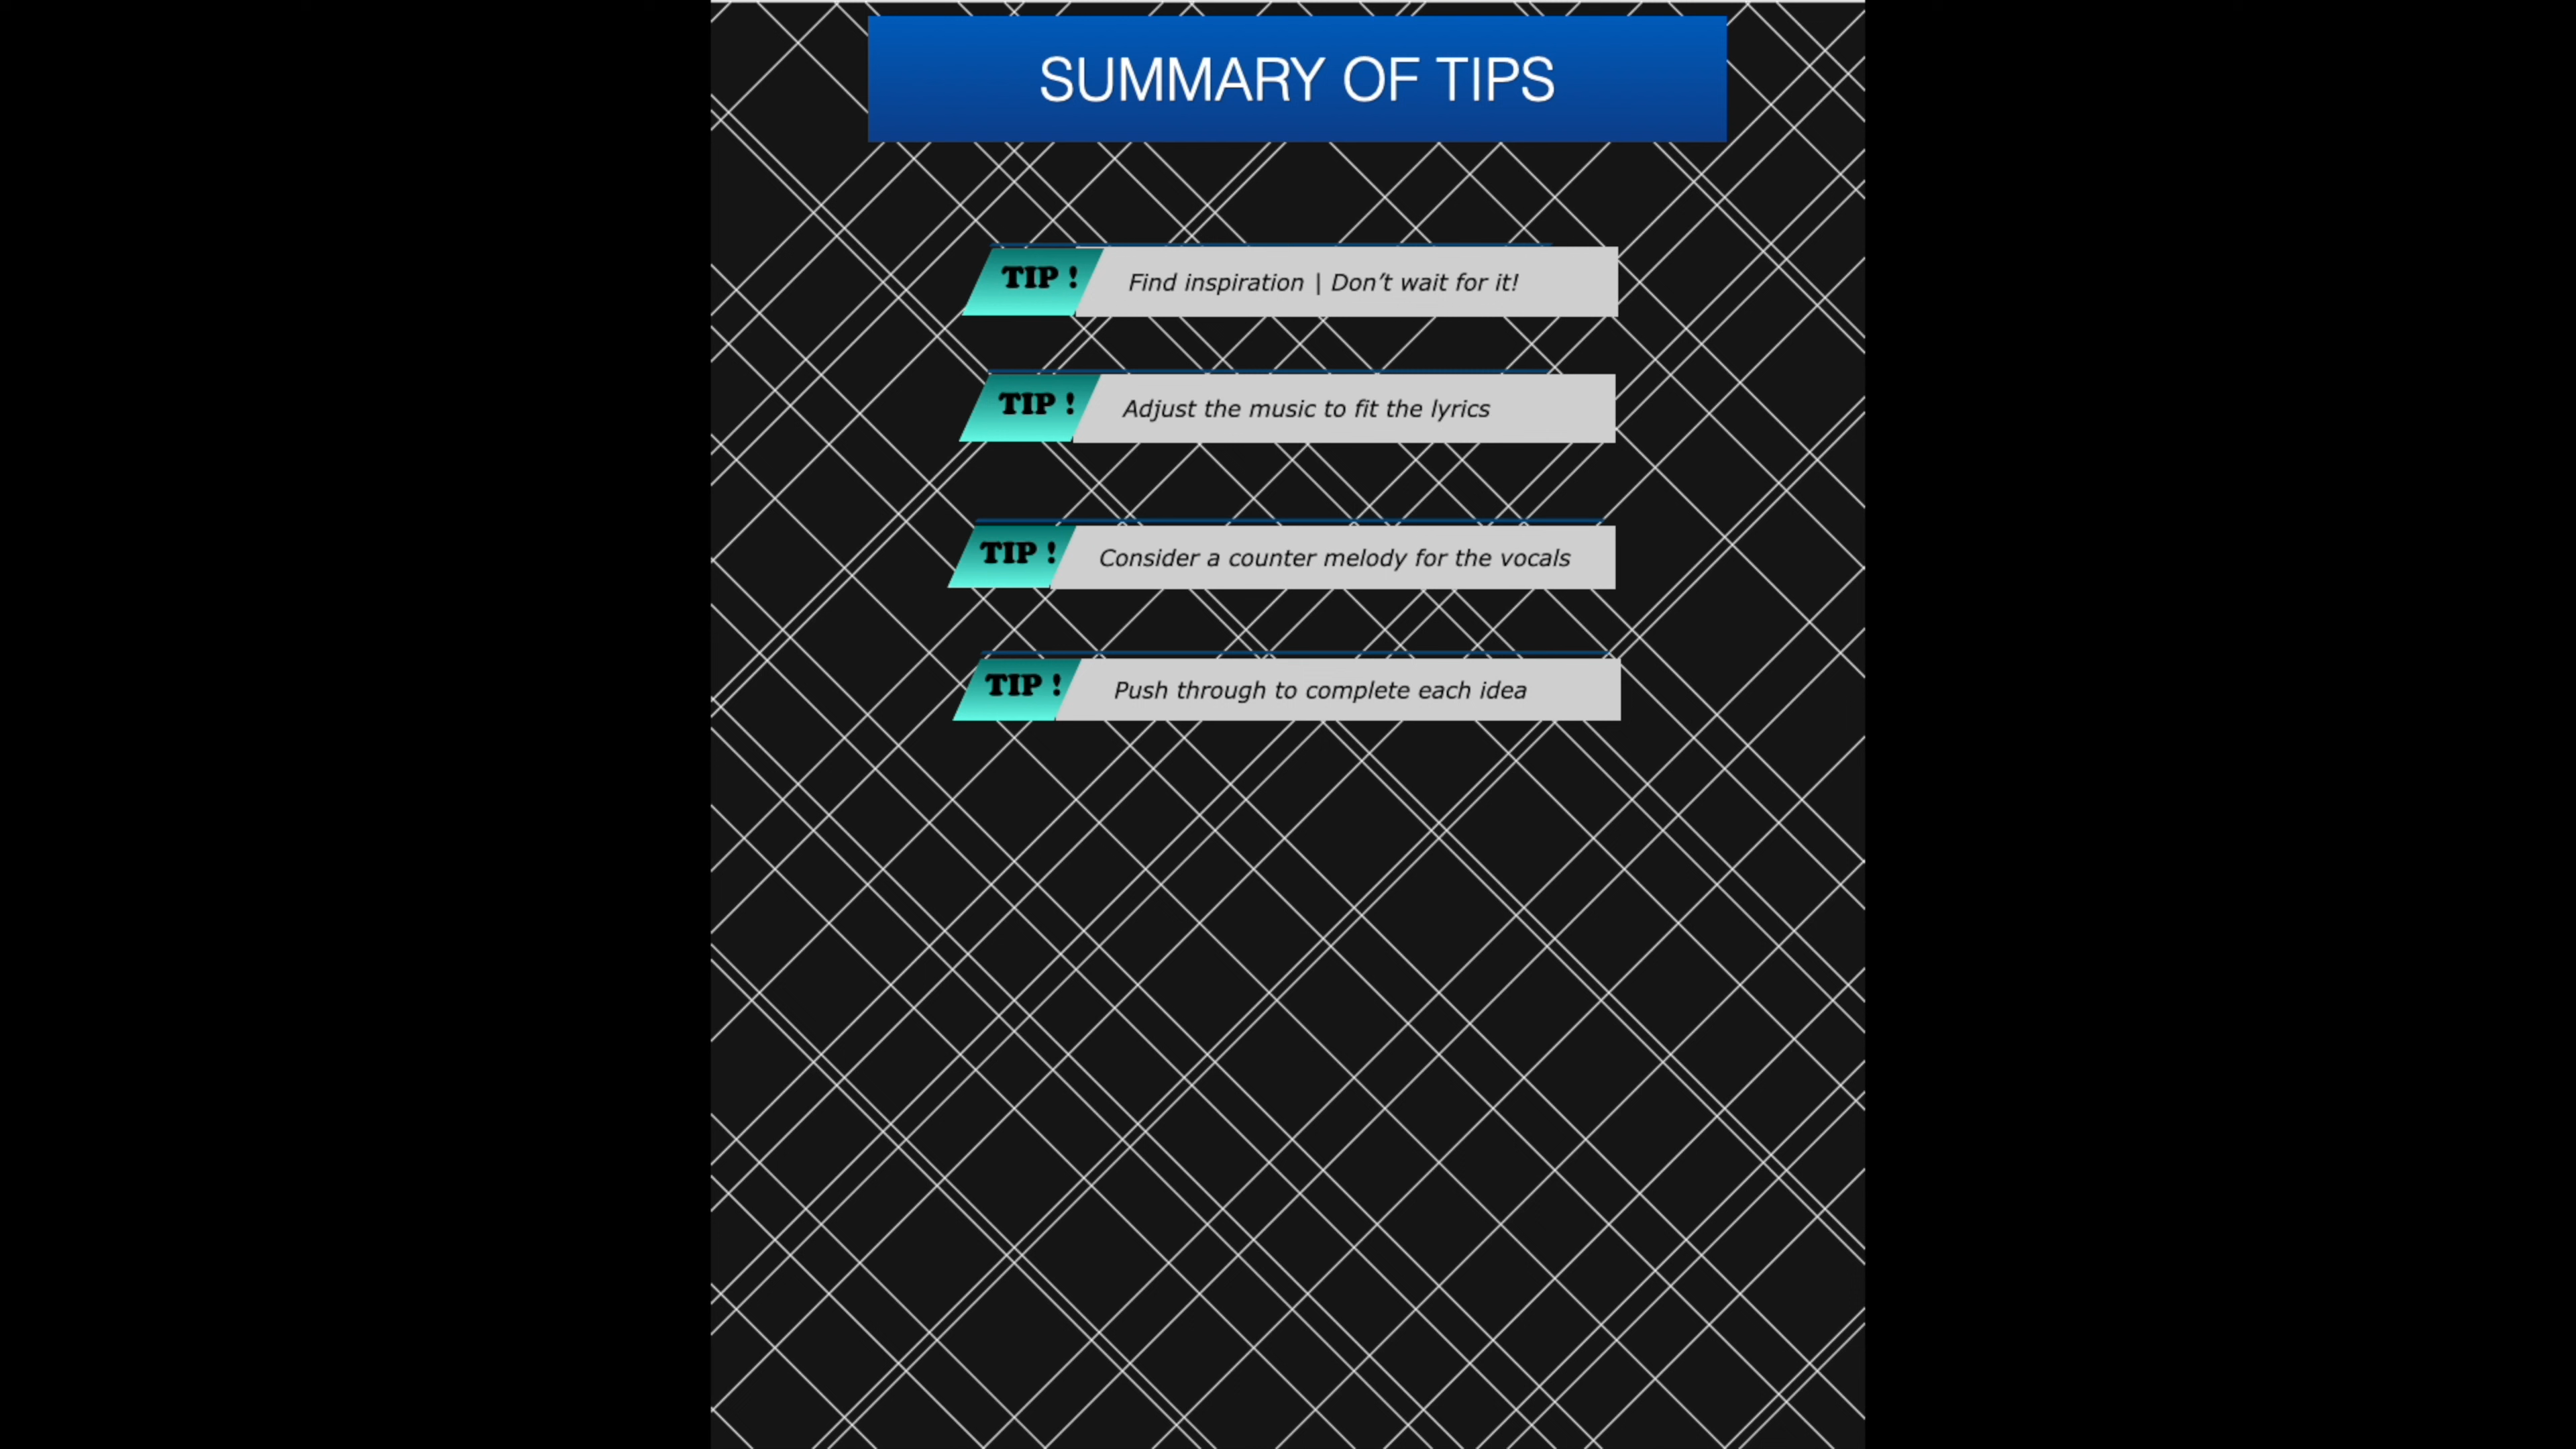 SUMMARY OF TIPS
TIP ! Find inspiration | Don’t wait for it!
TIP ! Adjust the music to fit the lyrics
TIP ! Consider a counter melody for the vocals
TIP ! Push through to complete each idea